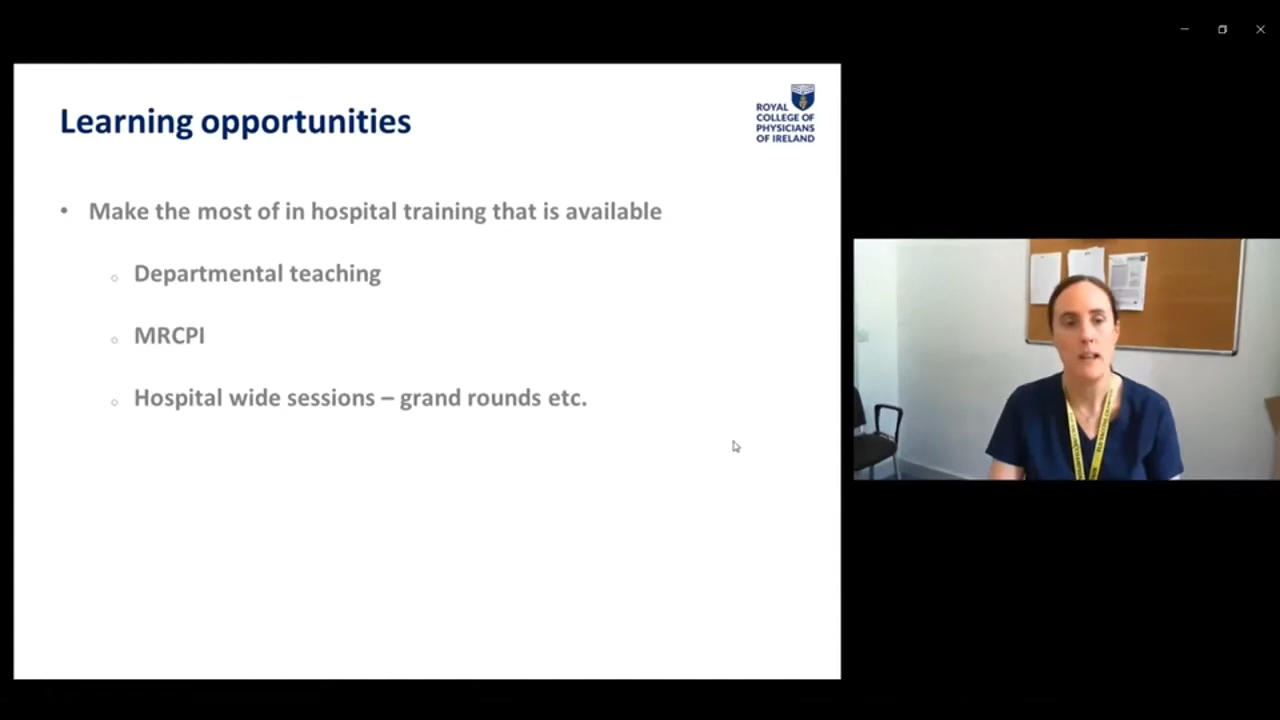 Learning opportunities
ROYAL
COLLEGE OF
PHYSICIANS
OF IRELAND
• Make the most of in hospital training that is available
○ Departmental teaching
○ MRCPI
○ Hospital wide sessions – grand rounds etc.